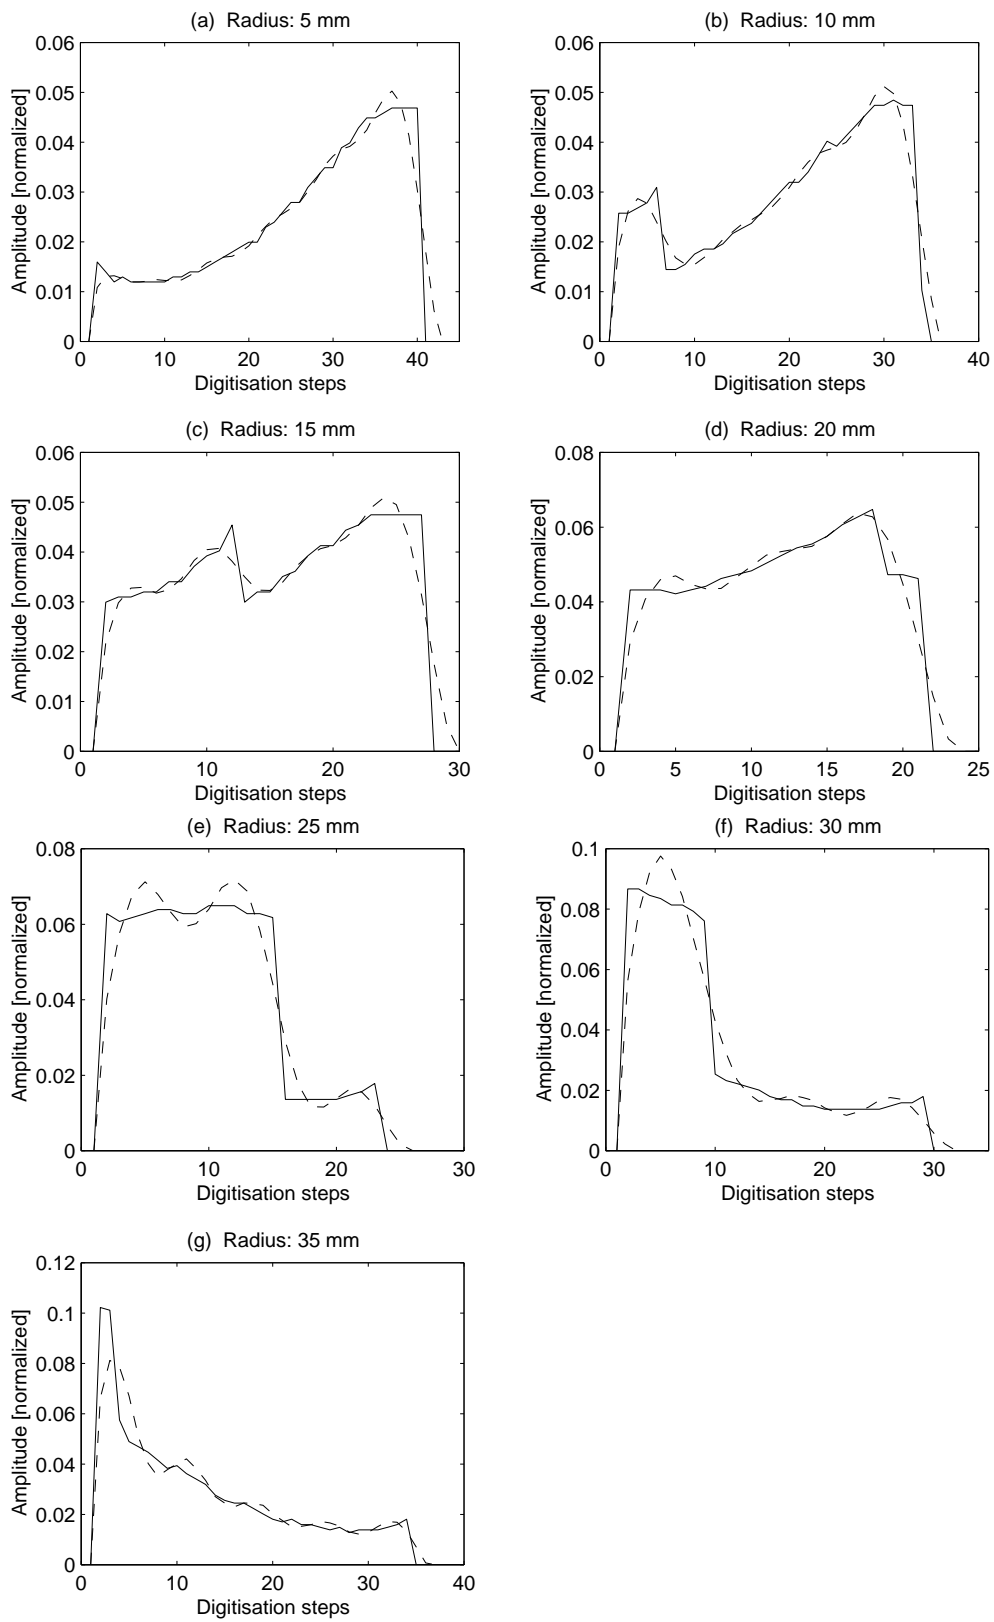 (a) Radius: 5 mm
0.06
0.05
0.04
0.03
0.02
0.01
0
Amplitude [normalized]
0 10 20 30 40
Digitisation steps
(b) Radius: 10 mm
0.06
0.05
0.04
0.03
0.02
0.01
0
Amplitude [normalized]
0 10 20 30 40
Digitisation steps
(c) Radius: 15 mm
0.06
0.05
0.04
0.03
0.02
0.01
0
Amplitude [normalized]
0 10 20 30
Digitisation steps
(d) Radius: 20 mm
0.08
0.06
0.04
0.02
0
Amplitude [normalized]
0 5 10 15 20 25
Digitisation steps
(e) Radius: 25 mm
0.08
0.06
0.04
0.02
0
Amplitude [normalized]
0 10 20 30
Digitisation steps
(f) Radius: 30 mm
0.1
0.08
0.06
0.04
0.02
0
Amplitude [normalized]
0 10 20 30
Digitisation steps
(g) Radius: 35 mm
0.12
0.1
0.08
0.06
0.04
0.02
0
Amplitude [normalized]
0 10 20 30 40
Digitisation steps